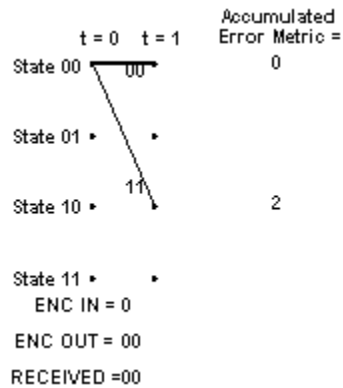 Accumulated
t = 0 t = 1 Error Metric =
State 00 00 0
State 01
11
State 10 2
State 11
ENC IN = 0
ENC OUT = 00
RECEIVED =00